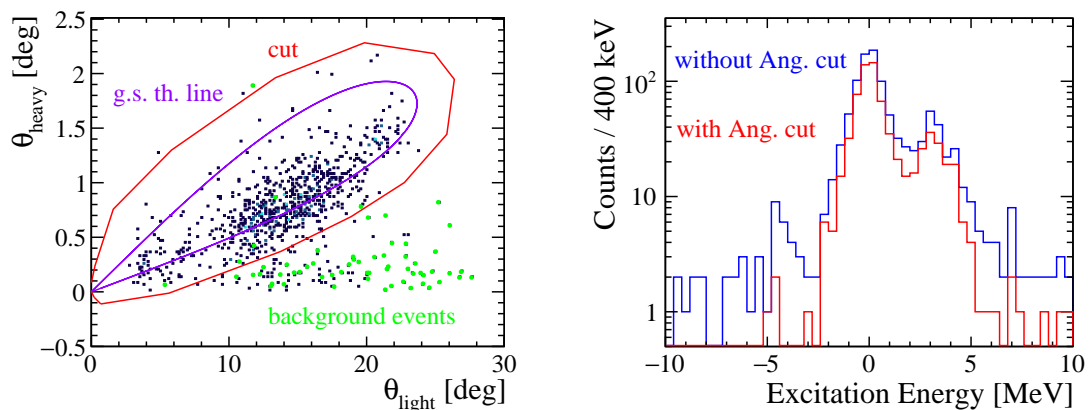 θheavy [deg]
2.5
2
1.5
1
0.5
0
−0.5
cut
g.s. th. line
background events
0
10
20
30
θlight [deg]
Counts / 400 keV
10²
10
1
without Ang. cut
with Ang. cut
−10
−5
0
5
10
Excitation Energy [MeV]